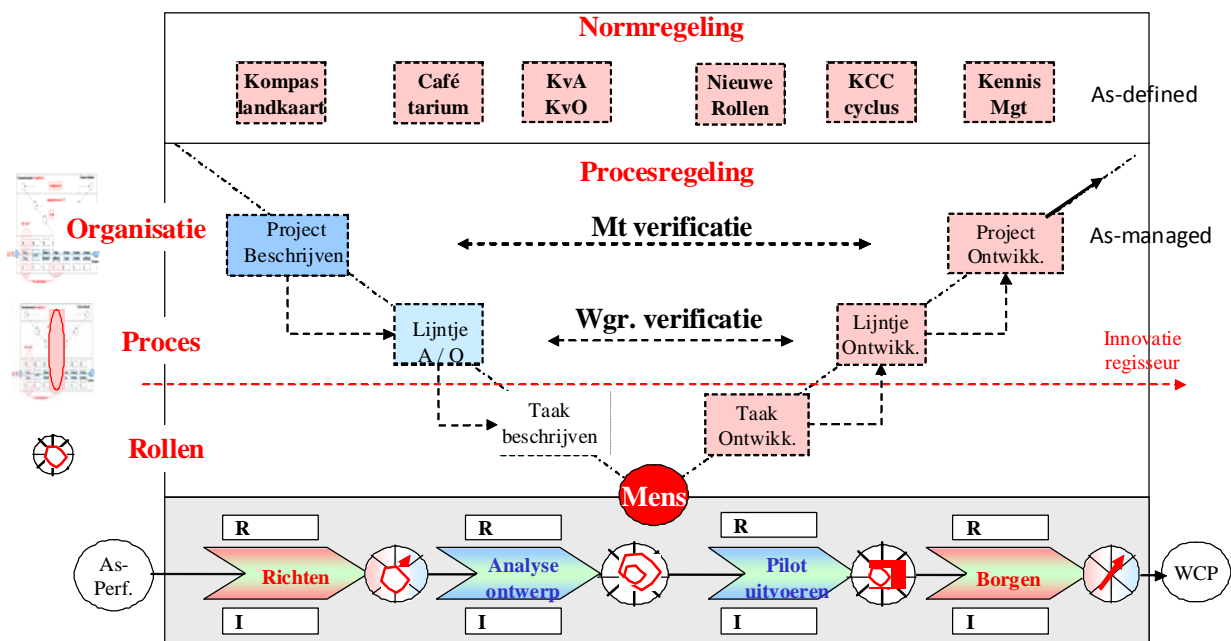 Normregeling
Kompas
landkaart
Café
tarium
KvA
KvO
Nieuwe
Rollen
KCC
cyclus
Kennis
Mgt
As-defined
Procesregeling
Organisatie
Project
Beschrijven
Mt verificatie
Project
Ontwikk.
As-managed
Proces
Lijntje
A / O
Wgr. verificatie
Lijntje
Ontwikk.
Innovatie
regisseur
Taak
beschrijven
Taak
Ontwikk.
Rollen
Mens
R
R
R
R
As-
Perf.
Richten
Analyse
ontwerp
Pilot
uitvoeren
Borgen
WCP
I
I
I
I